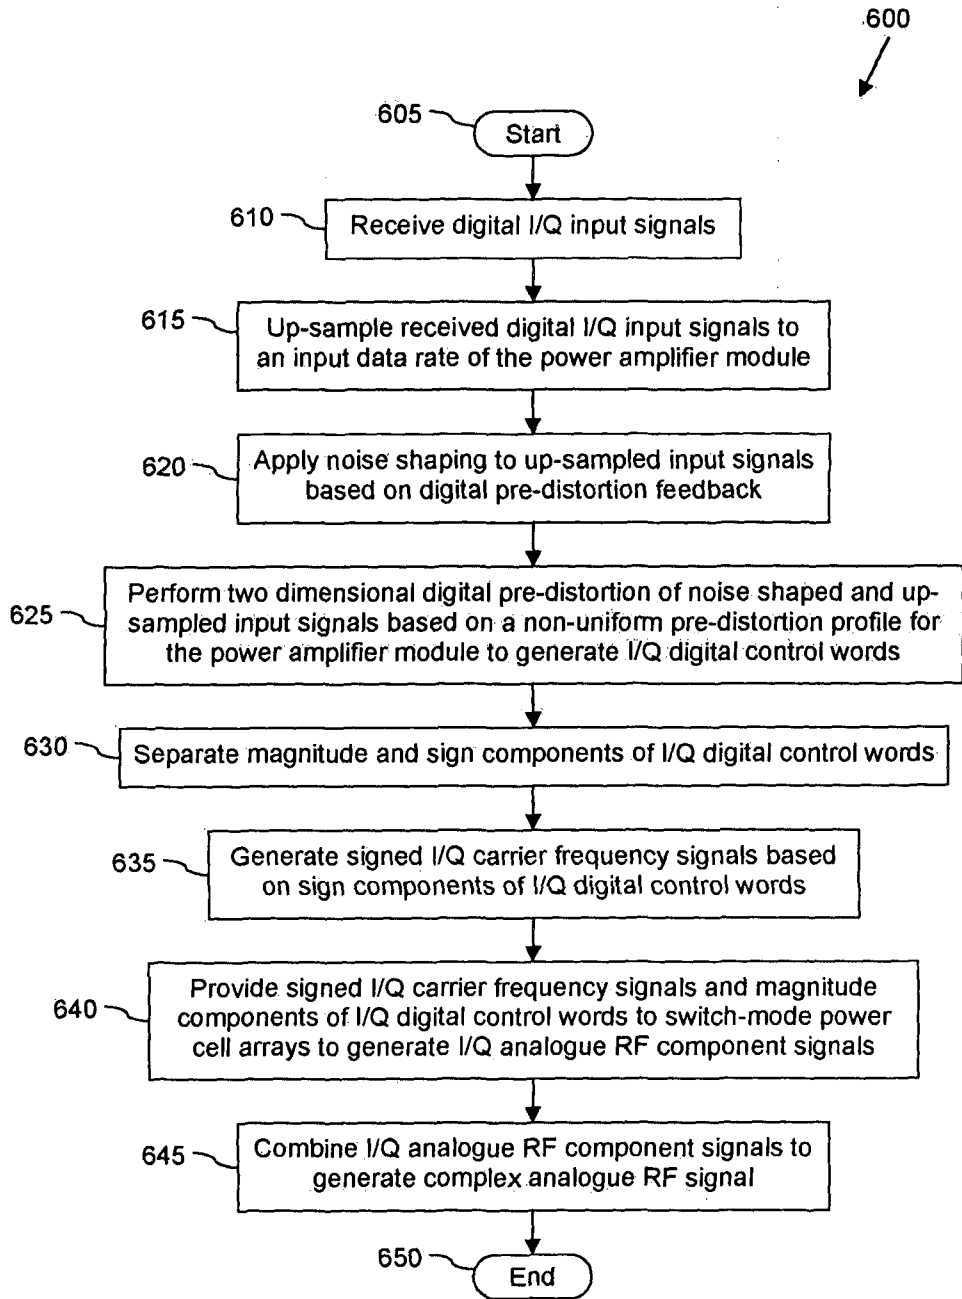 600
605
Start
610
Receive digital I/Q input signals
615
Up-sample received digital I/Q input signals to
an input data rate of the power amplifier module
620
Apply noise shaping to up-sampled input signals
based on digital pre-distortion feedback
625
Perform two dimensional digital pre-distortion of noise shaped and up-
sampled input signals based on a non-uniform pre-distortion profile for
the power amplifier module to generate I/Q digital control words
630
Separate magnitude and sign components of I/Q digital control words
635
Generate signed I/Q carrier frequency signals based
on sign components of I/Q digital control words
640
Provide signed I/Q carrier frequency signals and magnitude
components of I/Q digital control words to switch-mode power
cell arrays to generate I/Q analogue RF component signals
645
Combine I/Q analogue RF component signals to
generate complex analogue RF signal
650
End